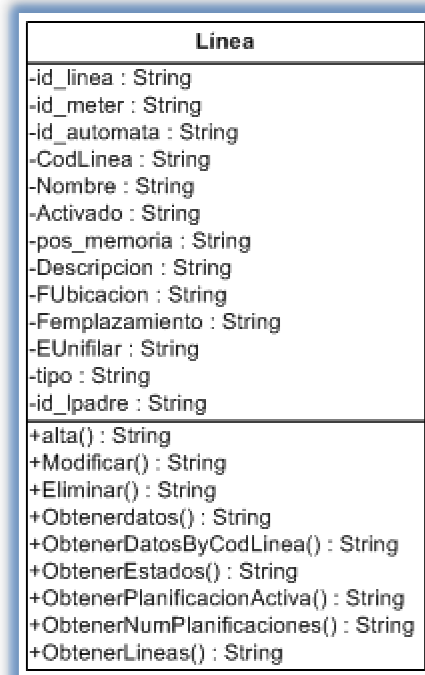 Linea
-id_linea : String
-id_meter : String
-id_automata : String
-CodLinea : String
-Nombre : String
-Activado : String
-pos_memoria : String
-Descripcion : String
-FUbicacion : String
-Femplazamiento : String
-EUnifilar : String
-tipo : String
-id_lpadre : String
+alta() : String
+Modificar() : String
+Eliminar() : String
+Obtenerdatos() : String
+ObtenerDatosByCodLinea() : String
+ObtenerEstados() : String
+ObtenerPlanificacionActiva() : String
+ObtenerNumPlanificaciones() : String
+ObtenerLineas() : String